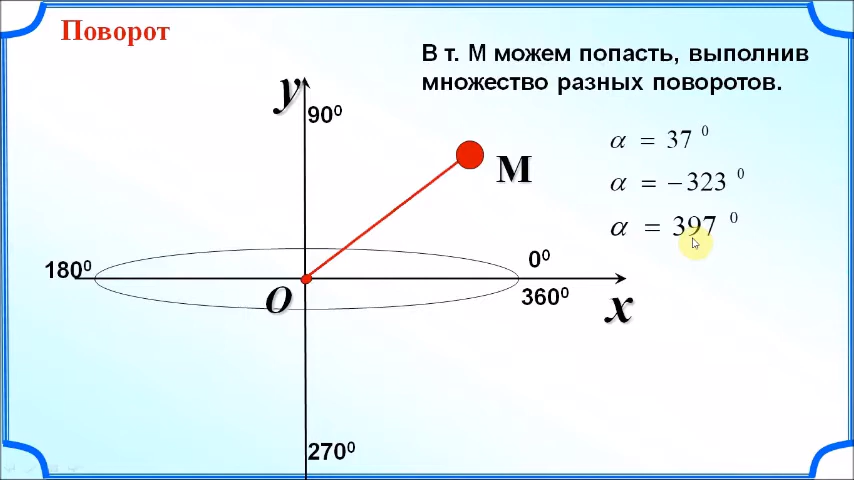 Поворот
В т. М можем попасть, выполнив
множество разных поворотов.
y
90⁰
α = 37 ⁰
M
α = −323 ⁰
α = 397 ⁰
180⁰
0⁰
O
360⁰
x
270⁰